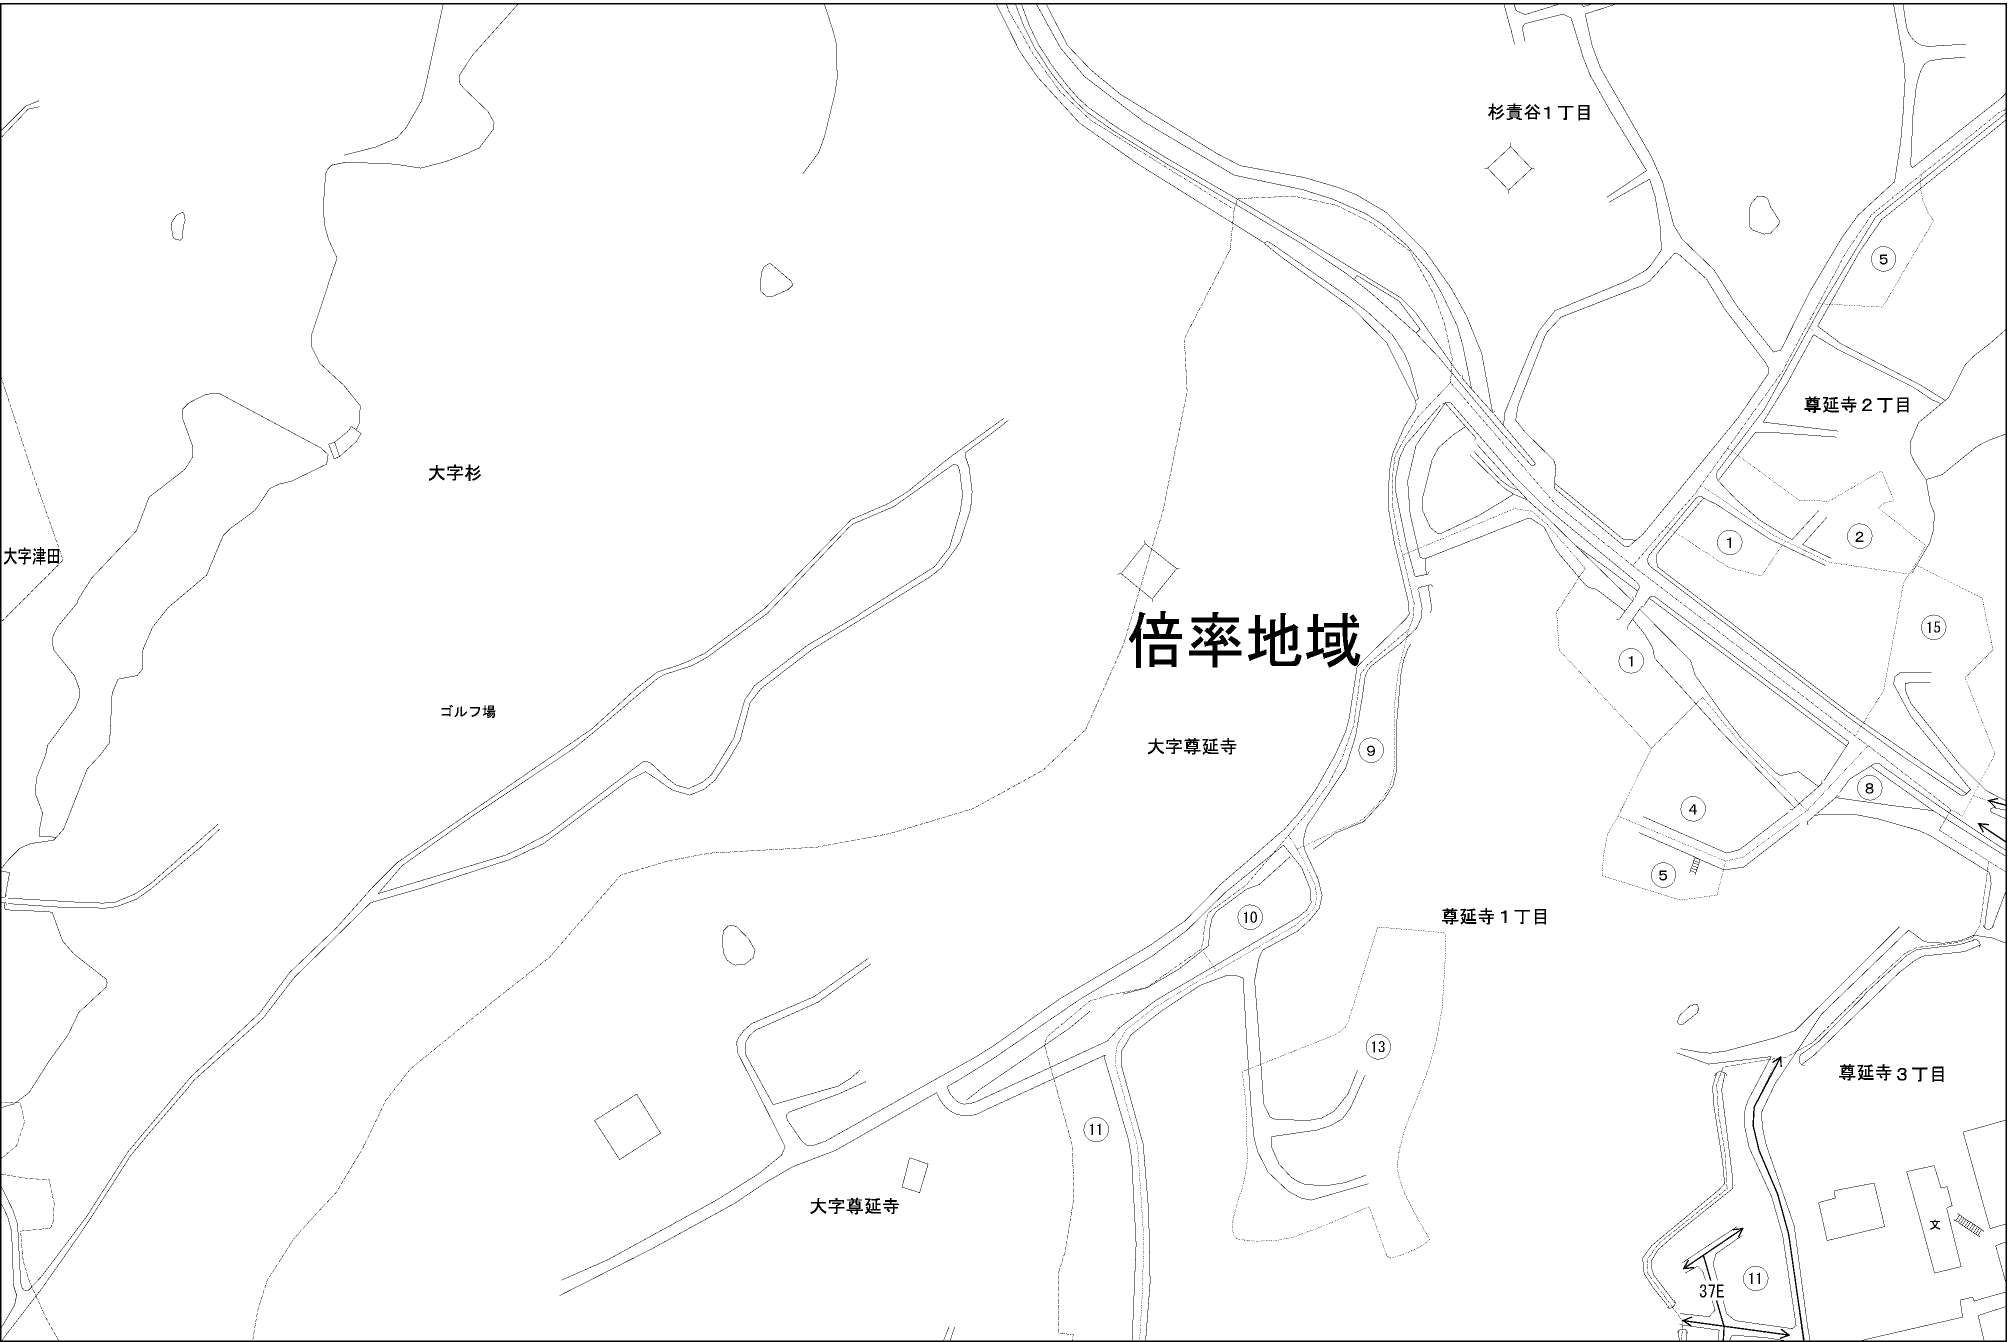 杉責谷1丁目
5
尊延寺2丁目
大字杉
1
2
大字津田
15
倍率地域
1
ゴルフ場
大字尊延寺
9
8
4
5
10
尊延寺1丁目
13
尊延寺3丁目
11
大字尊延寺
文
11
37E